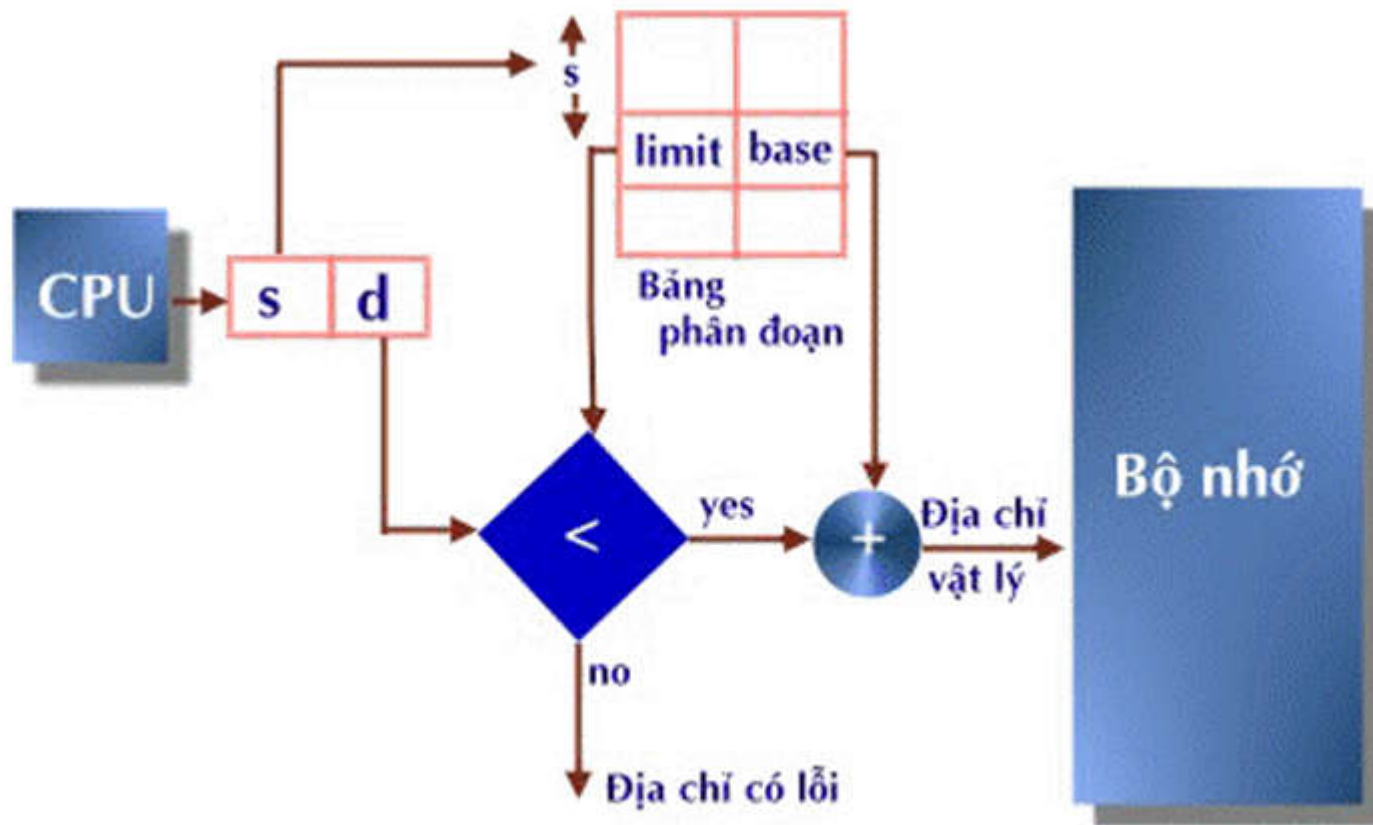 s
limit
base
CPU
s
d
Bảng
phân đoạn
<
yes
+
Địa chỉ
vật lý
Bộ nhớ
no
Địa chỉ có lỗi